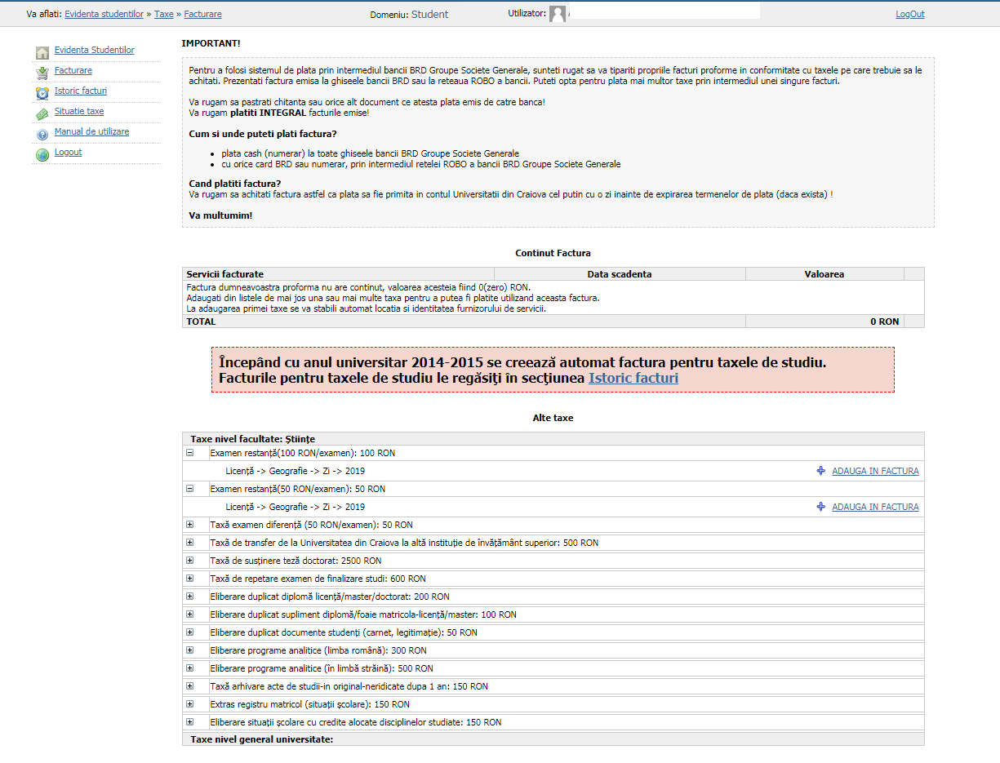 Va aflati: Evidenta studentilor » Taxe » Facturare
Domeniu: Student
Utilizator:
LogOut
Evidenta Studentilor
Facturare
Istoric facturi
Situatie taxe
Manual de utilizare
Logout
IMPORTANT!
Pentru a folosi sistemul de plata prin intermediul bancii BRD Groupe Societe Generale, sunteti rugat sa va tipariti propriile facturi proforme in conformitate cu taxele pe care trebuie sa le
achitati. Prezentati factura emisa la ghiseele bancii BRD sau la reteaua ROBO a bancii. Puteti opta pentru plata mai multor taxe prin intermediul unei singure facturi.
Va rugam sa pastrati chitanta sau orice alt document ce atesta plata emis de catre banca!
Va rugam platiti INTEGRAL facturile emise!
Cum si unde puteti plati factura?
• plata cash (numerar) la toate ghiseele bancii BRD Groupe Societe Generale
• cu orice card BRD sau numerar, prin intermediul retelei ROBO a bancii BRD Groupe Societe Generale
Cand platiti factura?
Va rugam sa achitati factura astfel ca plata sa fie primita in contul Universitatii din Craiova cel putin cu o zi inainte de expirarea termenelor de plata (daca exista) !
Va multumim!
Continut Factura
Servicii facturate Data scadenta Valoarea
Factura dumneavoastra proforma nu are continut, valoarea acesteia fiind 0(zero) RON.
Adaugati din listele de mai jos una sau mai multe taxa pentru a putea fi platite utilizand aceasta factura.
La adaugarea primei taxe se va stabili automat locatia si identitatea furnizorului de servicii.
TOTAL 0 RON
Începând cu anul universitar 2014-2015 se creează automat factura pentru taxele de studiu.
Facturile pentru taxele de studiu le regăsiţi în secţiunea Istoric facturi
Alte taxe
Taxe nivel facultate: Ştiinţe
Examen restanță(100 RON/examen): 100 RON
Licenţă -> Geografie -> Zi -> 2019 ADAUGA IN FACTURA
Examen restanță(50 RON/examen): 50 RON
Licenţă -> Geografie -> Zi -> 2019 ADAUGA IN FACTURA
Taxă examen diferență (50 RON/examen): 50 RON
Taxă de transfer de la Universitatea din Craiova la altă instituție de învățământ superior: 500 RON
Taxă de susținere teză doctorat: 2500 RON
Taxă de repetare examen de finalizare studi: 600 RON
Eliberare duplicat diplomă licență/master/doctorat: 200 RON
Eliberare duplicat supliment diplomă/foaie matricola-licență/master: 100 RON
Eliberare duplicat documente studenți (carnet, legitimație): 50 RON
Eliberare programe analitice (limba română): 300 RON
Eliberare programe analitice (în limbă străină): 500 RON
Taxă arhivare acte de studii-in original-neridicate dupa 1 an: 150 RON
Extras registru matricol (situații școlare): 150 RON
Eliberare situații școlare cu credite alocate disciplinelor studiate: 150 RON
Taxe nivel general universitate: